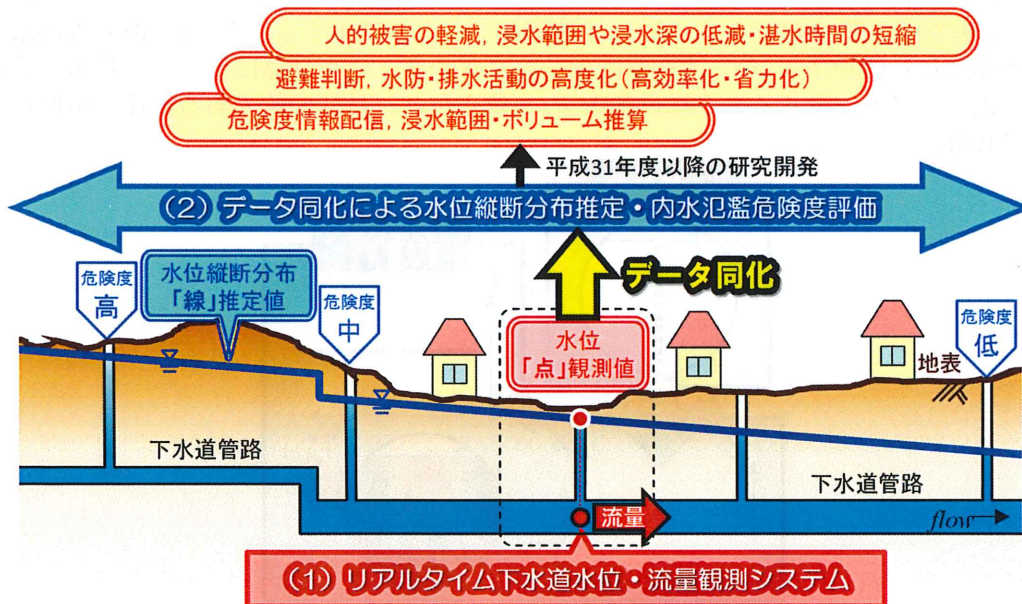 人的被害の軽減，浸水範囲や浸水深の低減・湛水時間の短縮
避難判断，水防・排水活動の高度化（高効率化・省力化）
危険度情報配信，浸水範囲・ボリューム推算
平成31年度以降の研究開発
（2）データ同化による水位縦断分布推定・内水氾濫危険度評価
危険度
高
水位縦断分布
「線」推定値
危険度
中
データ同化
水位
「点」観測値
危険度
低
地表
下水道管路
下水道管路
流量
flow
（1）リアルタイム下水道水位・流量観測システム